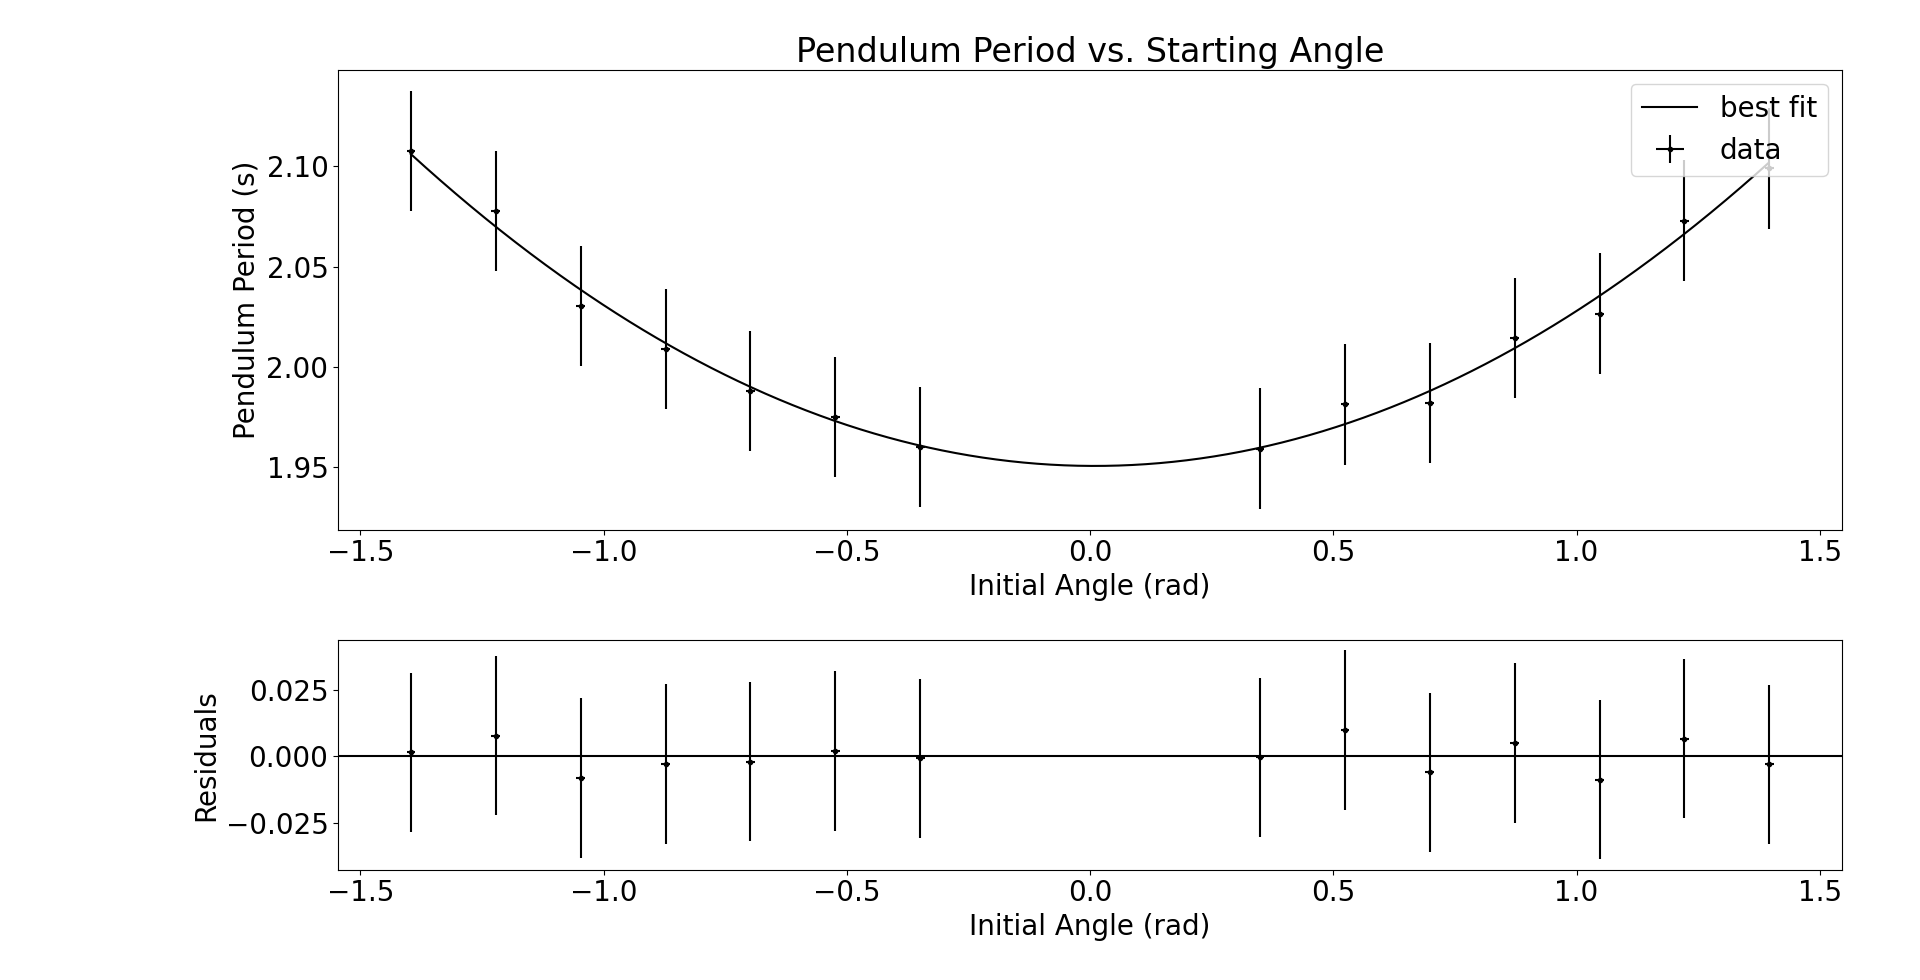 Pendulum Period vs. Starting Angle
best fit
data
Pendulum Period (s)
2.10
2.05
2.00
1.95
−1.5 −1.0 −0.5 0.0 0.5 1.0 1.5
Initial Angle (rad)
Residuals
0.025
0.000
−0.025
−1.5 −1.0 −0.5 0.0 0.5 1.0 1.5
Initial Angle (rad)